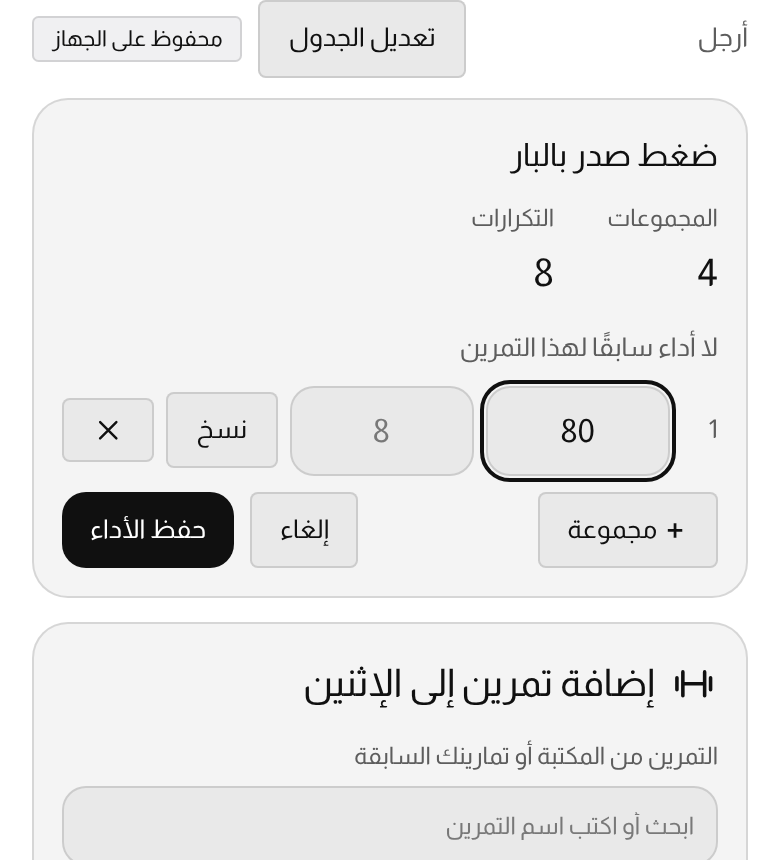 أرجل
تعديل الجدول
محفوظ على الجهاز
ضغط صدر بالبار
المجموعات التكرارات
4 8
لا أداء سابقًا لهذا التمرين
1 80 8 نسخ ×
+ مجموعة إلغاء حفظ الأداء
إضافة تمرين إلى الإثنين
التمرين من المكتبة أو تمارينك السابقة
ابحث أو اكتب اسم التمرين